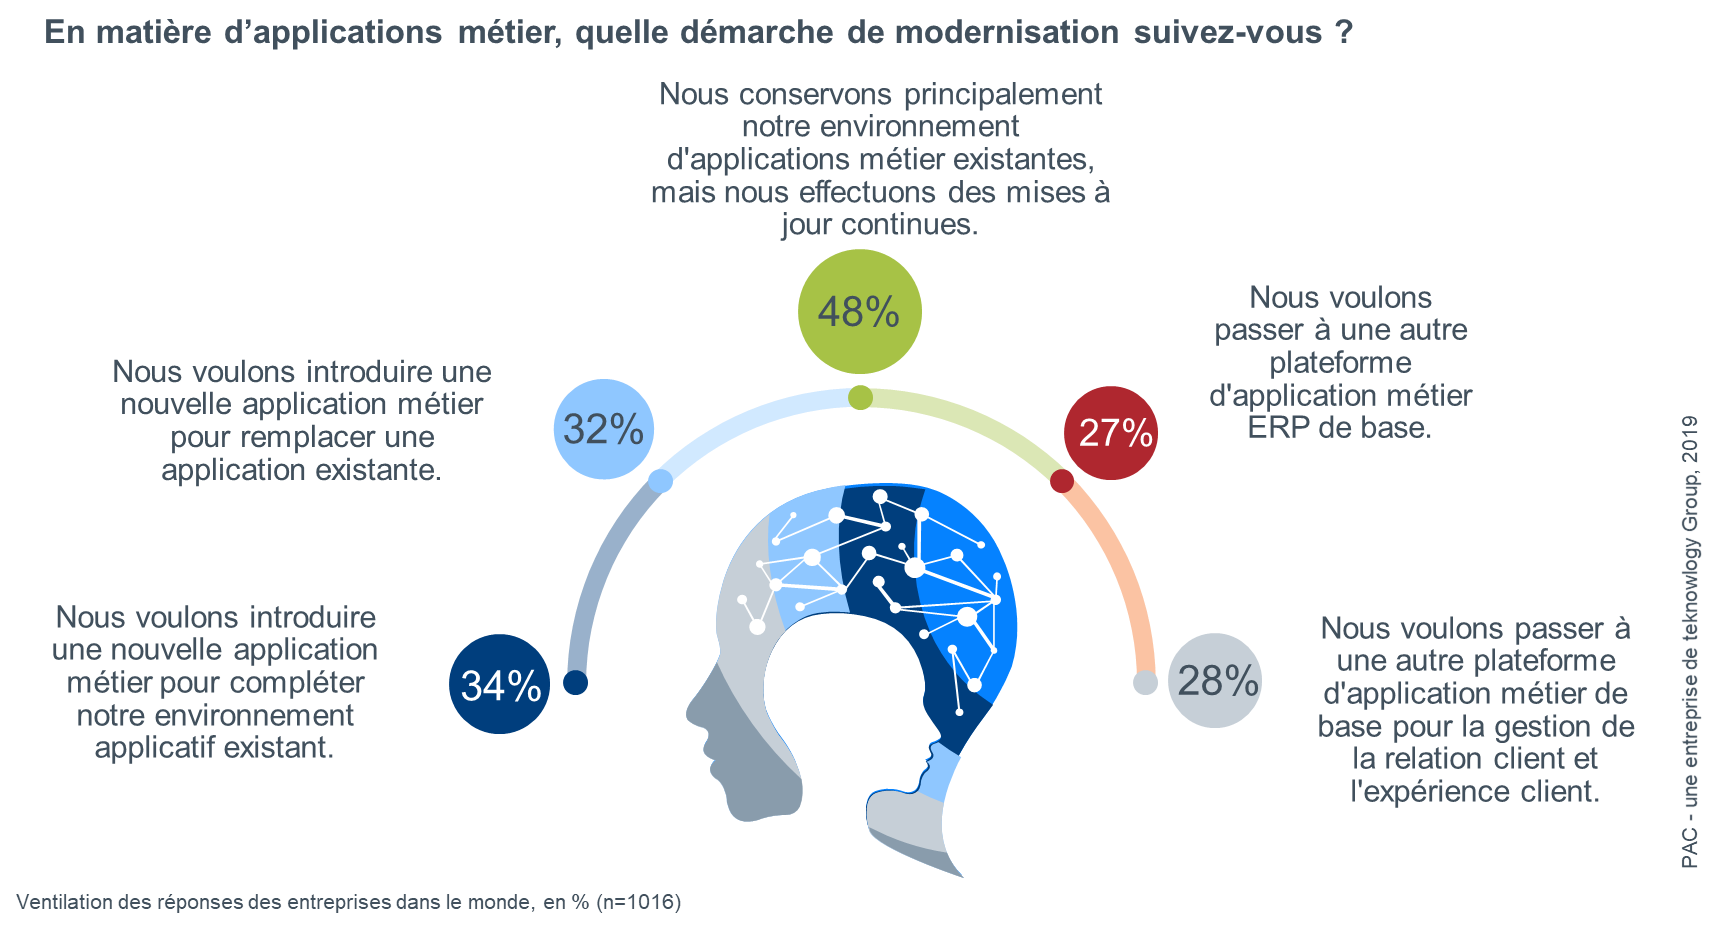 En matière d’applications métier, quelle démarche de modernisation suivez-vous ?
Nous conservons principalement
notre environnement
d'applications métier existantes,
mais nous effectuons des mises à
jour continues.
48%
Nous voulons introduire une
nouvelle application métier
pour remplacer une
application existante.
32%
27%
Nous voulons
passer à une autre
plateforme
d'application métier
ERP de base.
Nous voulons introduire
une nouvelle application
métier pour compléter
notre environnement
applicatif existant.
34%
28%
Nous voulons passer à
une autre plateforme
d'application métier de
base pour la gestion de
la relation client et
l'expérience client.
PAC - une entreprise de teknowlogy Group, 2019
Ventilation des réponses des entreprises dans le monde, en % (n=1016)